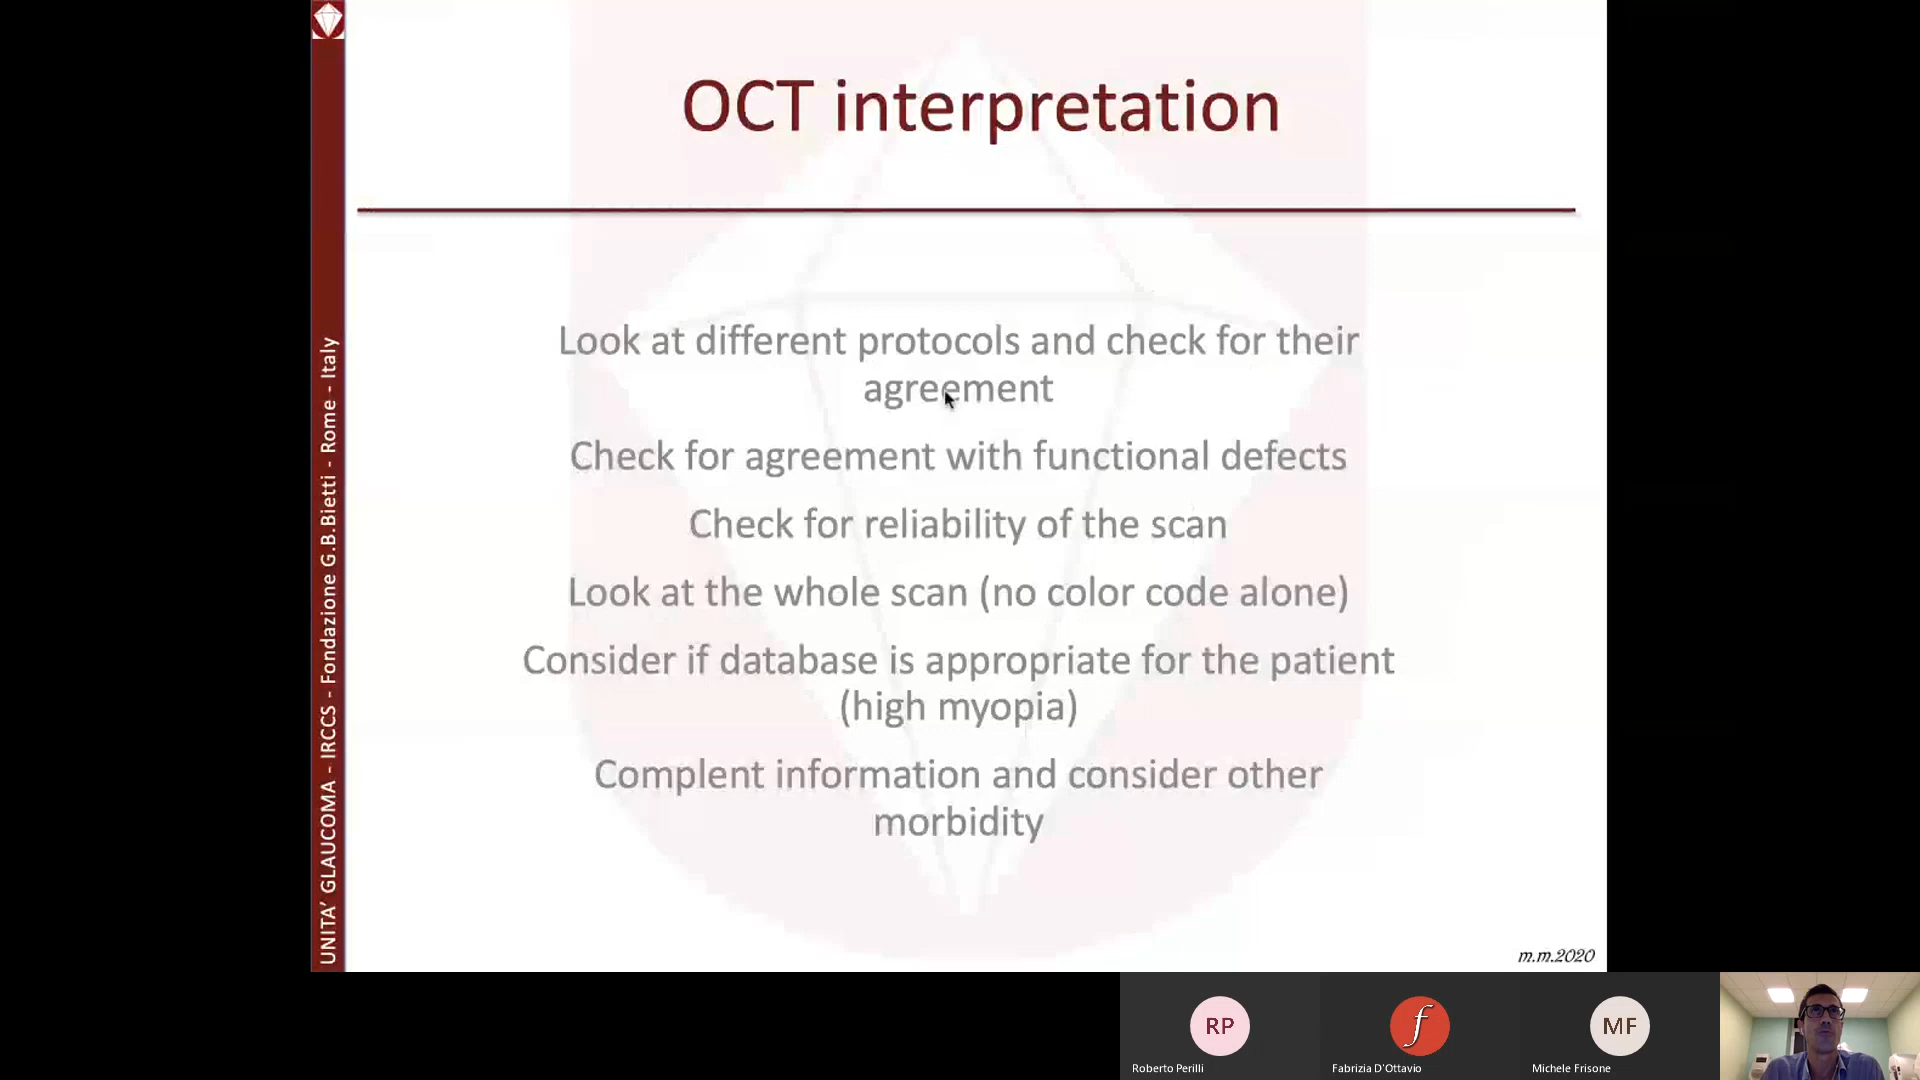 OCT interpretation
Look at different protocols and check for their
agreement
Check for agreement with functional defects
Check for reliability of the scan
Look at the whole scan (no color code alone)
Consider if database is appropriate for the patient
(high myopia)
Complent information and consider other
morbidity
UNITA' GLAUCOMA - IRCCS - Fondazione G.B.Bietti - Rome - Italy
m.m.2020
RP
f
MF
Roberto Perilli
Fabrizia D'Ottavio
Michele Frisone